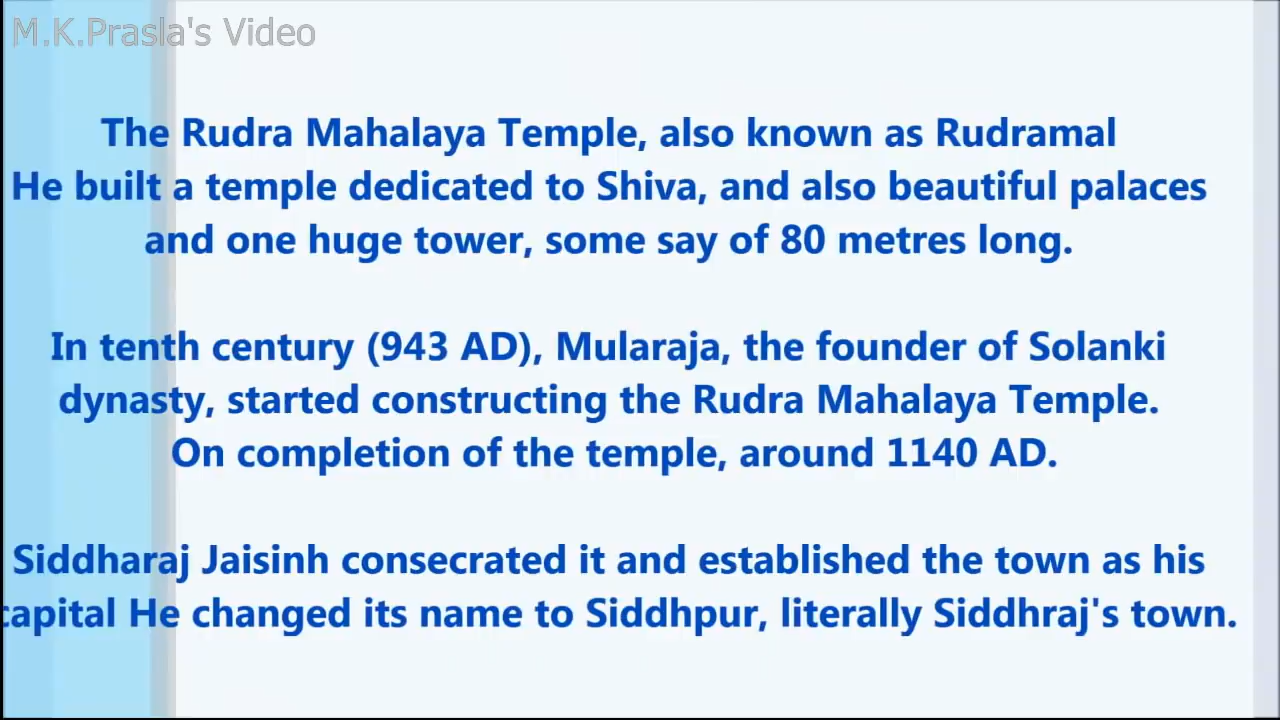 M.K.Prasla's Video
The Rudra Mahalaya Temple, also known as Rudramal
He built a temple dedicated to Shiva, and also beautiful palaces
and one huge tower, some say of 80 metres long.
In tenth century (943 AD), Mularaja, the founder of Solanki
dynasty, started constructing the Rudra Mahalaya Temple.
On completion of the temple, around 1140 AD.
Siddharaj Jaisinh consecrated it and established the town as his
capital He changed its name to Siddhpur, literally Siddhraj's town.